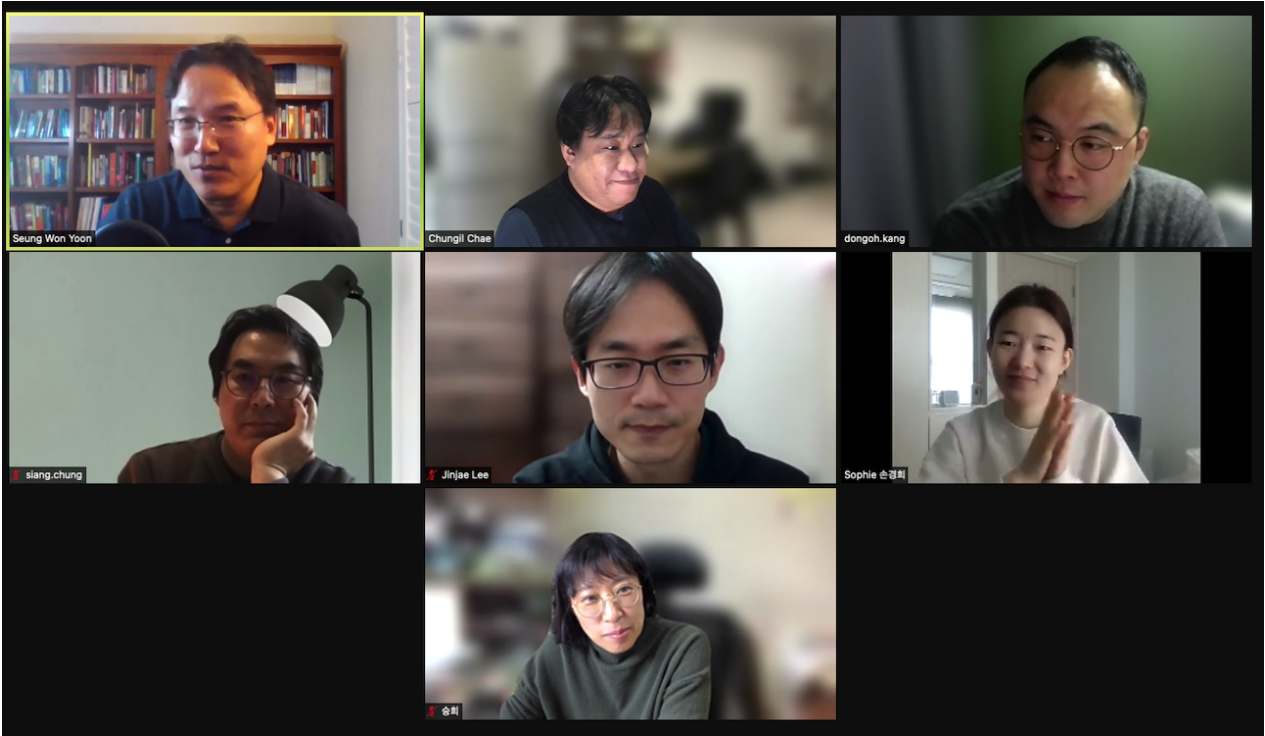 Seung Won Yoon
Chungil Chae
dongoh.kang
siang.chung
Jinjae Lee
Sophie 손경희
승희